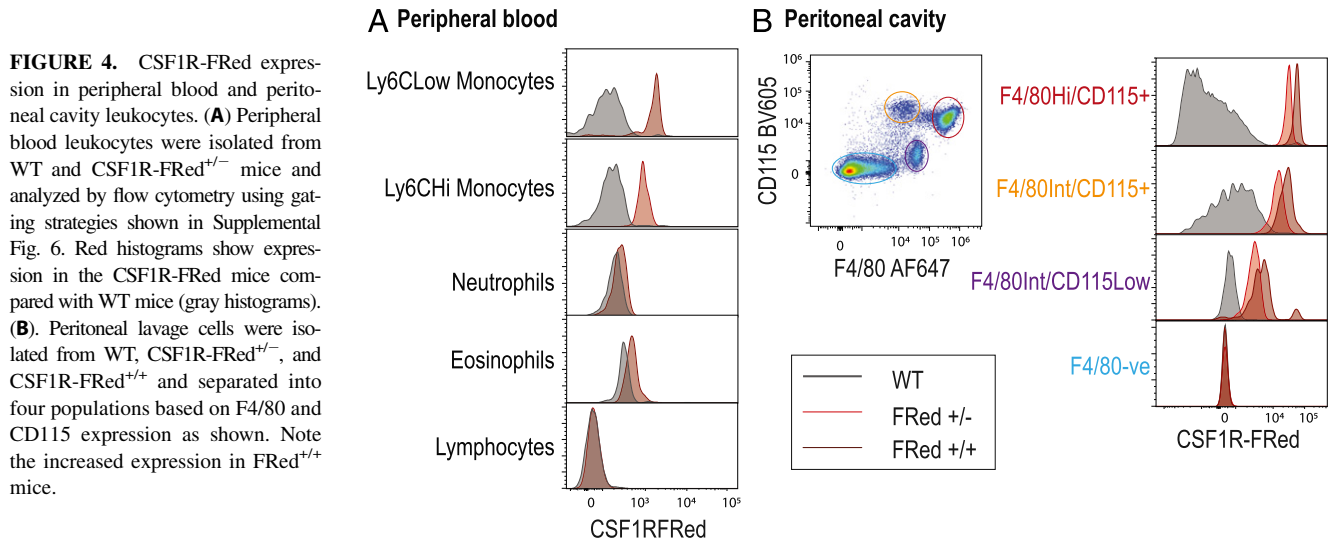 FIGURE 4. CSF1R-FRed expres-
sion in peripheral blood and perito-
neal cavity leukocytes. (A) Peripheral
blood leukocytes were isolated from
WT and CSF1R-FRed+/− mice and
analyzed by flow cytometry using gat-
ing strategies shown in Supplemental
Fig. 6. Red histograms show expres-
sion in the CSF1R-FRed mice com-
pared with WT mice (gray histograms).
(B). Peritoneal lavage cells were iso-
lated from WT, CSF1R-FRed+/−, and
CSF1R-FRed+/+ and separated into
four populations based on F4/80 and
CD115 expression as shown. Note
the increased expression in FRed+/+
mice.
A Peripheral blood
Ly6CLow Monocytes
Ly6CHi Monocytes
Neutrophils
Eosinophils
Lymphocytes
0 10³ 10⁴ 10⁵
CSF1RFRed
B Peritoneal cavity
CD115 BV605
10⁶
10⁵
10⁴
0
0 10⁴ 10⁵ 10⁶
F4/80 AF647
WT
FRed +/-
FRed +/+
F4/80Hi/CD115+
F4/80Int/CD115+
F4/80Int/CD115Low
F4/80-ve
0 10⁴ 10⁵
CSF1R-FRed